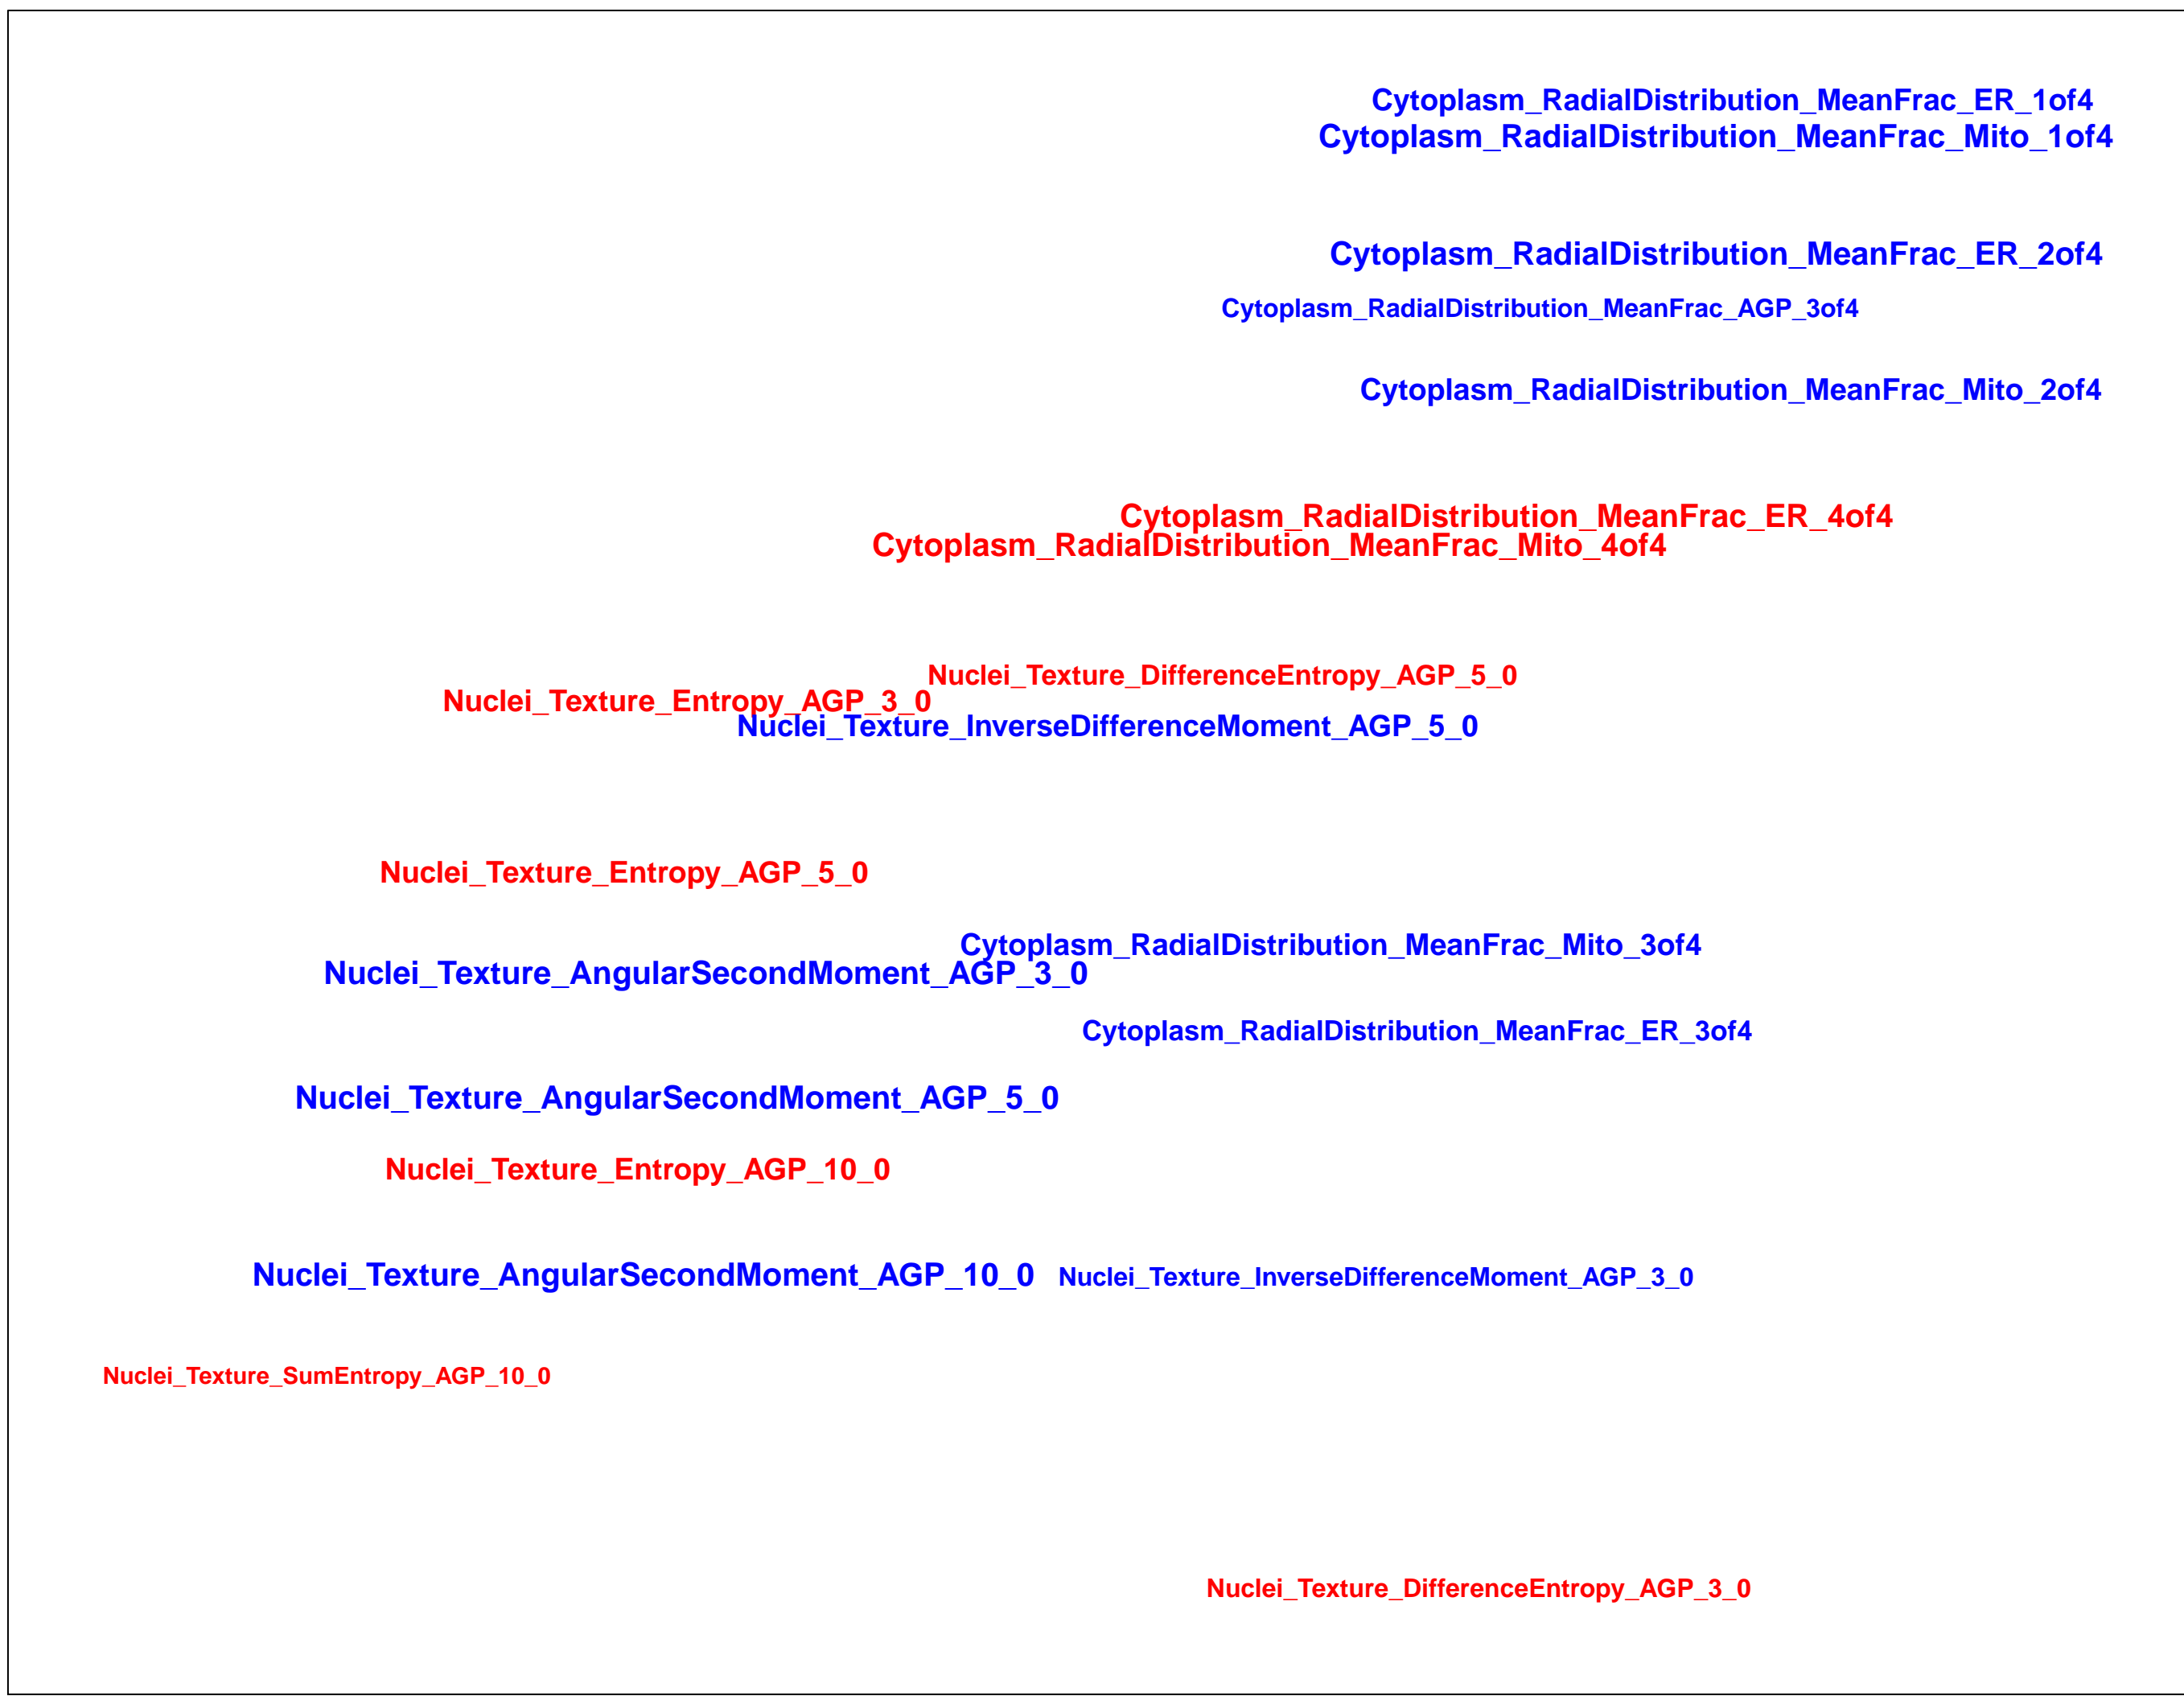 Cytoplasm_RadialDistribution_MeanFrac_ER_1of4
Cytoplasm_RadialDistribution_MeanFrac_Mito_1of4
Cytoplasm_RadialDistribution_MeanFrac_ER_2of4
Cytoplasm_RadialDistribution_MeanFrac_AGP_3of4
Cytoplasm_RadialDistribution_MeanFrac_Mito_2of4
Cytoplasm_RadialDistribution_MeanFrac_ER_4of4
Cytoplasm_RadialDistribution_MeanFrac_Mito_4of4
Nuclei_Texture_DifferenceEntropy_AGP_5_0
Nuclei_Texture_Entropy_AGP_3_0
Nuclei_Texture_InverseDifferenceMoment_AGP_5_0
Nuclei_Texture_Entropy_AGP_5_0
Cytoplasm_RadialDistribution_MeanFrac_Mito_3of4
Nuclei_Texture_AngularSecondMoment_AGP_3_0
Cytoplasm_RadialDistribution_MeanFrac_ER_3of4
Nuclei_Texture_AngularSecondMoment_AGP_5_0
Nuclei_Texture_Entropy_AGP_10_0
Nuclei_Texture_AngularSecondMoment_AGP_10_0
Nuclei_Texture_InverseDifferenceMoment_AGP_3_0
Nuclei_Texture_SumEntropy_AGP_10_0
Nuclei_Texture_DifferenceEntropy_AGP_3_0